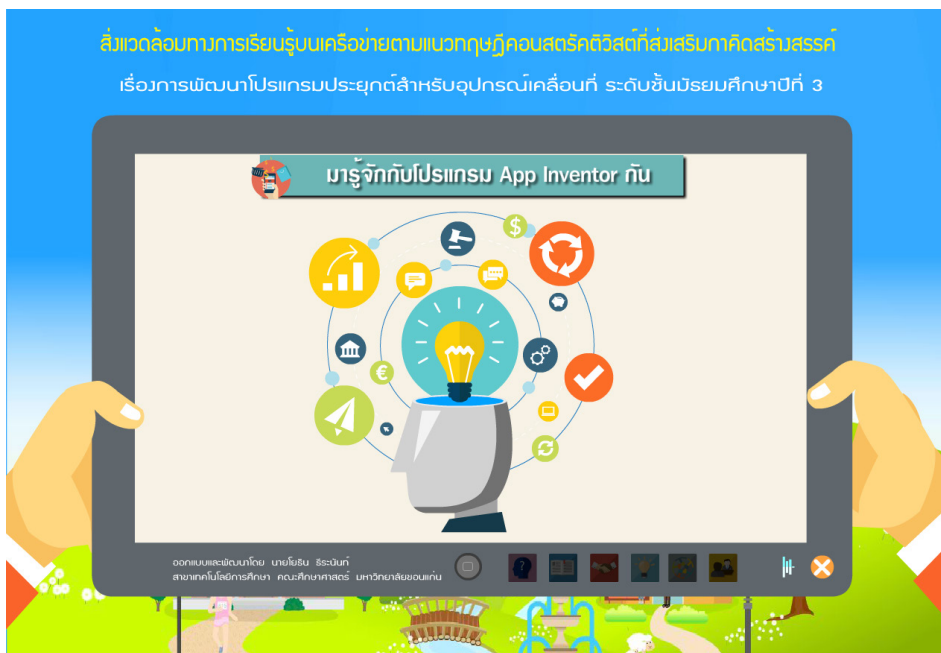 สิ่งแวดล้อมทางการเรียนรู้บนเครือข่ายตามแนวทฤษฎีคอนสตรัคติวิสต์ที่ส่งเสริมกาคิดสร้างสรรค์
เรื่องการพัฒนาโปรแกรมประยุกต์สำหรับอุปกรณ์เคลื่อนที่ ระดับชั้นมัธยมศึกษาปีที่ 3
มารู้จักกับโปรแกรม App Inventor กัน
ออกแบบและพัฒนาโดย นายโยธิน ธิระนันท์
สาขาเทคโนโลยีการศึกษา คณะศึกษาศาสตร์ มหาวิทยาลัยขอนแก่น